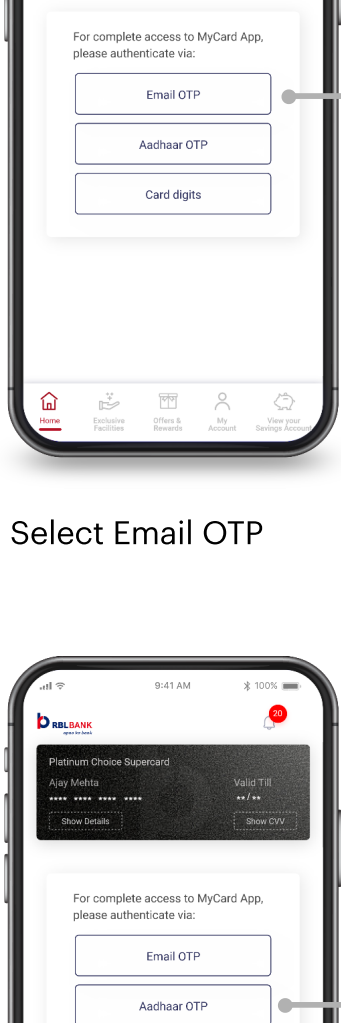 For complete access to MyCard App,
please authenticate via:
Email OTP
Aadhaar OTP
Card digits
Home
Exclusive
Facilities
Offers &
Rewards
My
Account
View your
Savings Account
Select Email OTP
9:41 AM
100%
RBLBANK
apno ka bank
20
Platinum Choice Supercard
Ajay Mehta
Valid Till
**** **** **** ****
**/**
Show Details
Show CVV
For complete access to MyCard App,
please authenticate via:
Email OTP
Aadhaar OTP